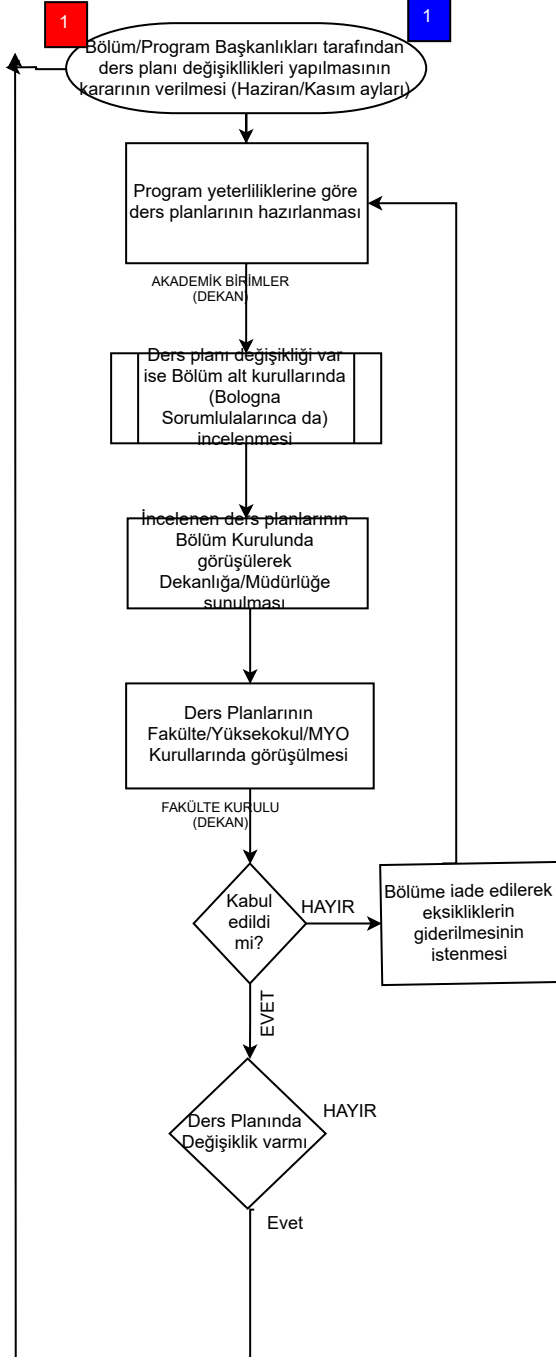 1
1
Bölüm/Program Başkanlıkları tarafından
ders planı değişikllikleri yapılmasının
kararının verilmesi (Haziran/Kasım ayları)
Program yeterliliklerine göre
ders planlarının hazırlanması
AKADEMİK BİRİMLER
(DEKAN)
Ders planı değişikliği var
ise Bölüm alt kurullarında
(Bologna
Sorumlulalarınca da)
incelenmesi
İncelenen ders planlarının
Bölüm Kurulunda
görüşülerek
Dekanlığa/Müdürlüğe
sunulması
Ders Planlarının
Fakülte/Yüksekokul/MYO
Kurullarında görüşülmesi
FAKÜLTE KURULU
(DEKAN)
Kabul
edildi
mi?
HAYIR
Bölüme iade edilerek
eksikliklerin
giderilmesinin
istenmesi
EVET
Ders Planında
Değişiklik varmı
HAYIR
Evet